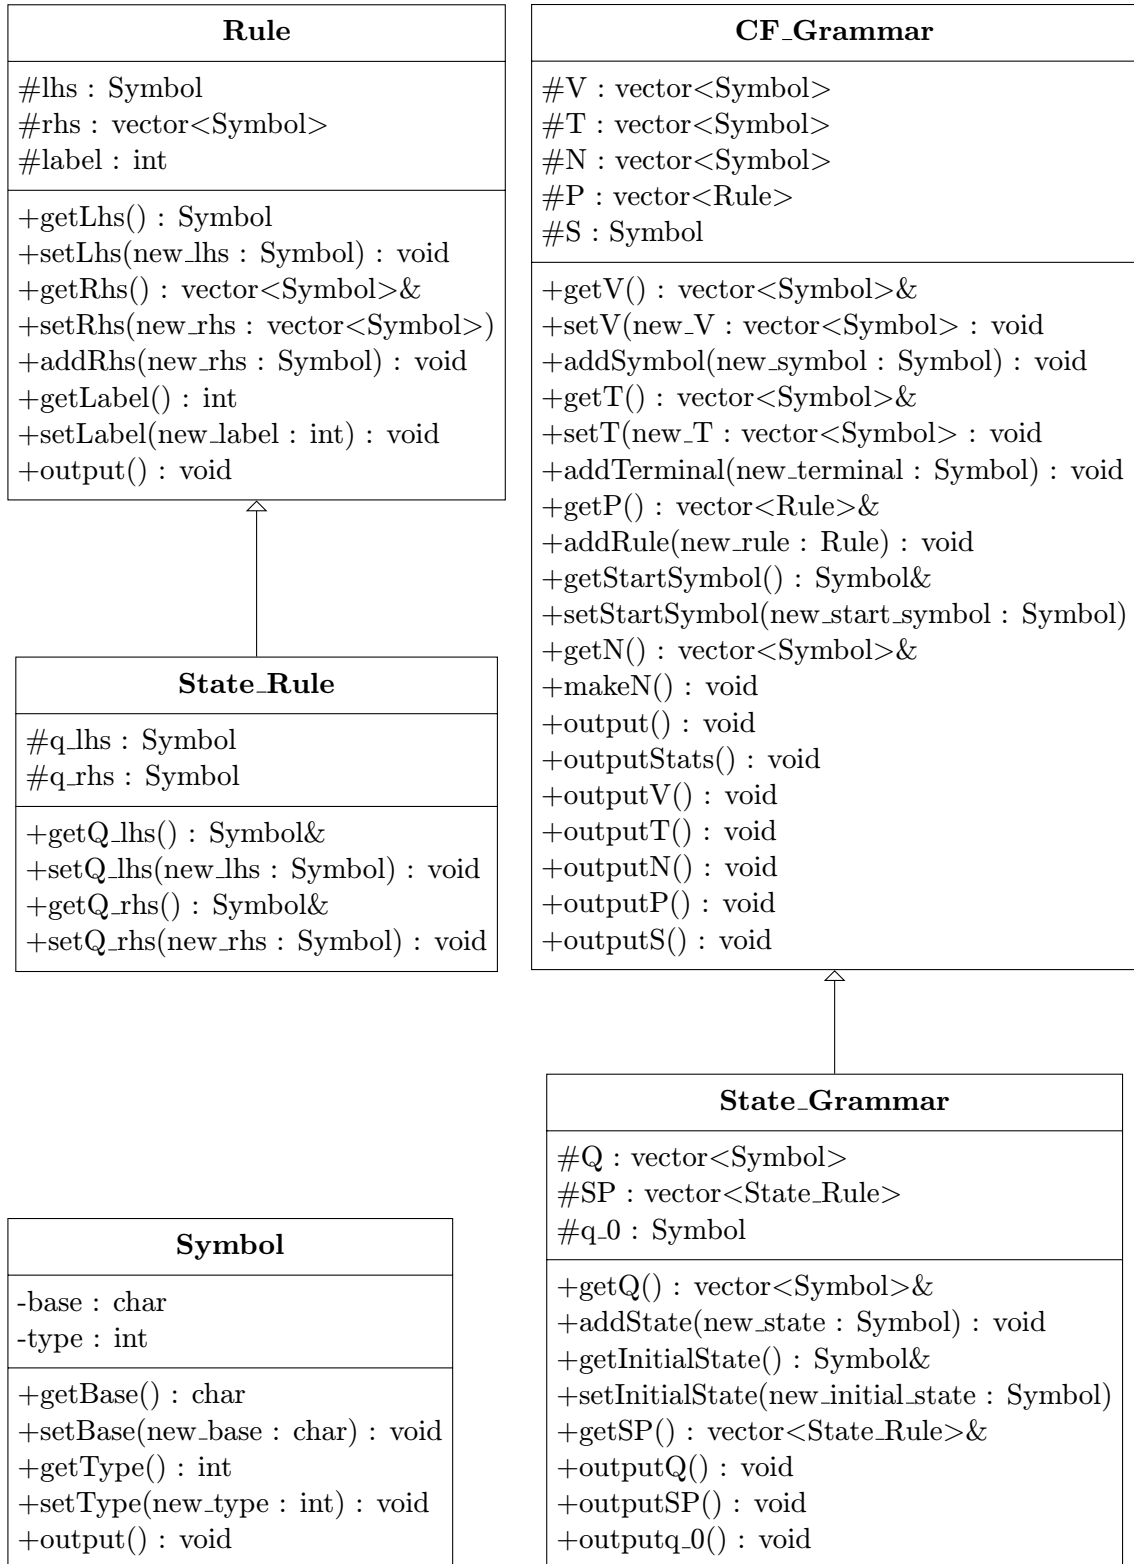 Rule
#lhs : Symbol
#rhs : vector<Symbol>
#label : int
+getLhs() : Symbol
+setLhs(new_lhs : Symbol) : void
+getRhs() : vector<Symbol>&
+setRhs(new_rhs : vector<Symbol>)
+addRhs(new_rhs : Symbol) : void
+getLabel() : int
+setLabel(new_label : int) : void
+output() : void
CF_Grammar
#V : vector<Symbol>
#T : vector<Symbol>
#N : vector<Symbol>
#P : vector<Rule>
#S : Symbol
+getV() : vector<Symbol>&
+setV(new_V : vector<Symbol> : void
+addSymbol(new_symbol : Symbol) : void
+getT() : vector<Symbol>&
+setT(new_T : vector<Symbol> : void
+addTerminal(new_terminal : Symbol) : void
+getP() : vector<Rule>&
+addRule(new_rule : Rule) : void
+getStartSymbol() : Symbol&
+setStartSymbol(new_start_symbol : Symbol)
+getN() : vector<Symbol>&
+makeN() : void
+output() : void
+outputStats() : void
+outputV() : void
+outputT() : void
+outputN() : void
+outputP() : void
+outputS() : void
State_Rule
#q_lhs : Symbol
#q_rhs : Symbol
+getQ_lhs() : Symbol&
+setQ_lhs(new_lhs : Symbol) : void
+getQ_rhs() : Symbol&
+setQ_rhs(new_rhs : Symbol) : void
State_Grammar
#Q : vector<Symbol>
#SP : vector<State_Rule>
#q_0 : Symbol
+getQ() : vector<Symbol>&
+addState(new_state : Symbol) : void
+getInitialState() : Symbol&
+setInitialState(new_initial_state : Symbol)
+getSP() : vector<State_Rule>&
+outputQ() : void
+outputSP() : void
+outputq_0() : void
Symbol
-base : char
-type : int
+getBase() : char
+setBase(new_base : char) : void
+getType() : int
+setType(new_type : int) : void
+output() : void